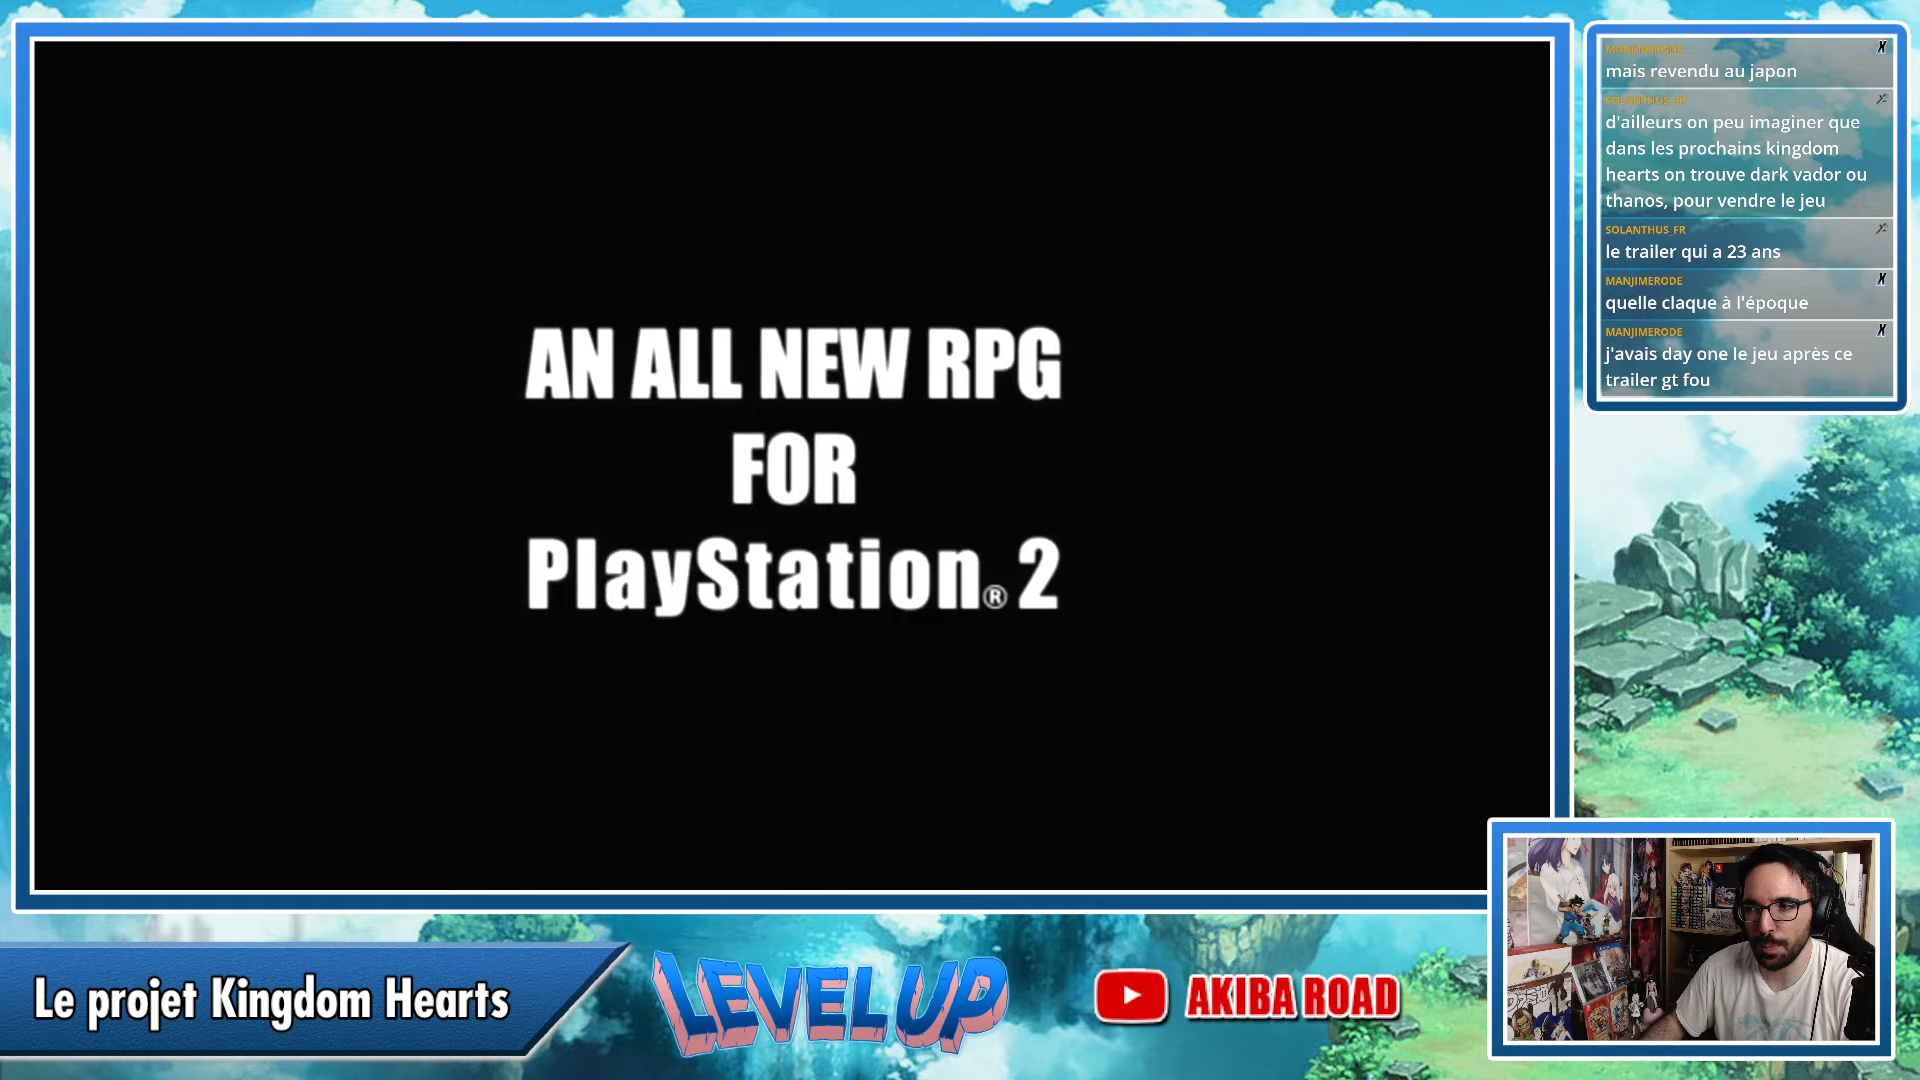 AN ALL NEW RPG
FOR
PlayStation® 2
MANJIMERODE
mais revendu au japon
SOLANTHUS_FR
d'ailleurs on peu imaginer que
dans les prochains kingdom
hearts on trouve dark vador ou
thanos, pour vendre le jeu
SOLANTHUS_FR
le trailer qui a 23 ans
MANJIMERODE
quelle claque à l'époque
MANJIMERODE
j'avais day one le jeu après ce
trailer gt fou
Le projet Kingdom Hearts
LEVEL UP
AKIBA ROAD